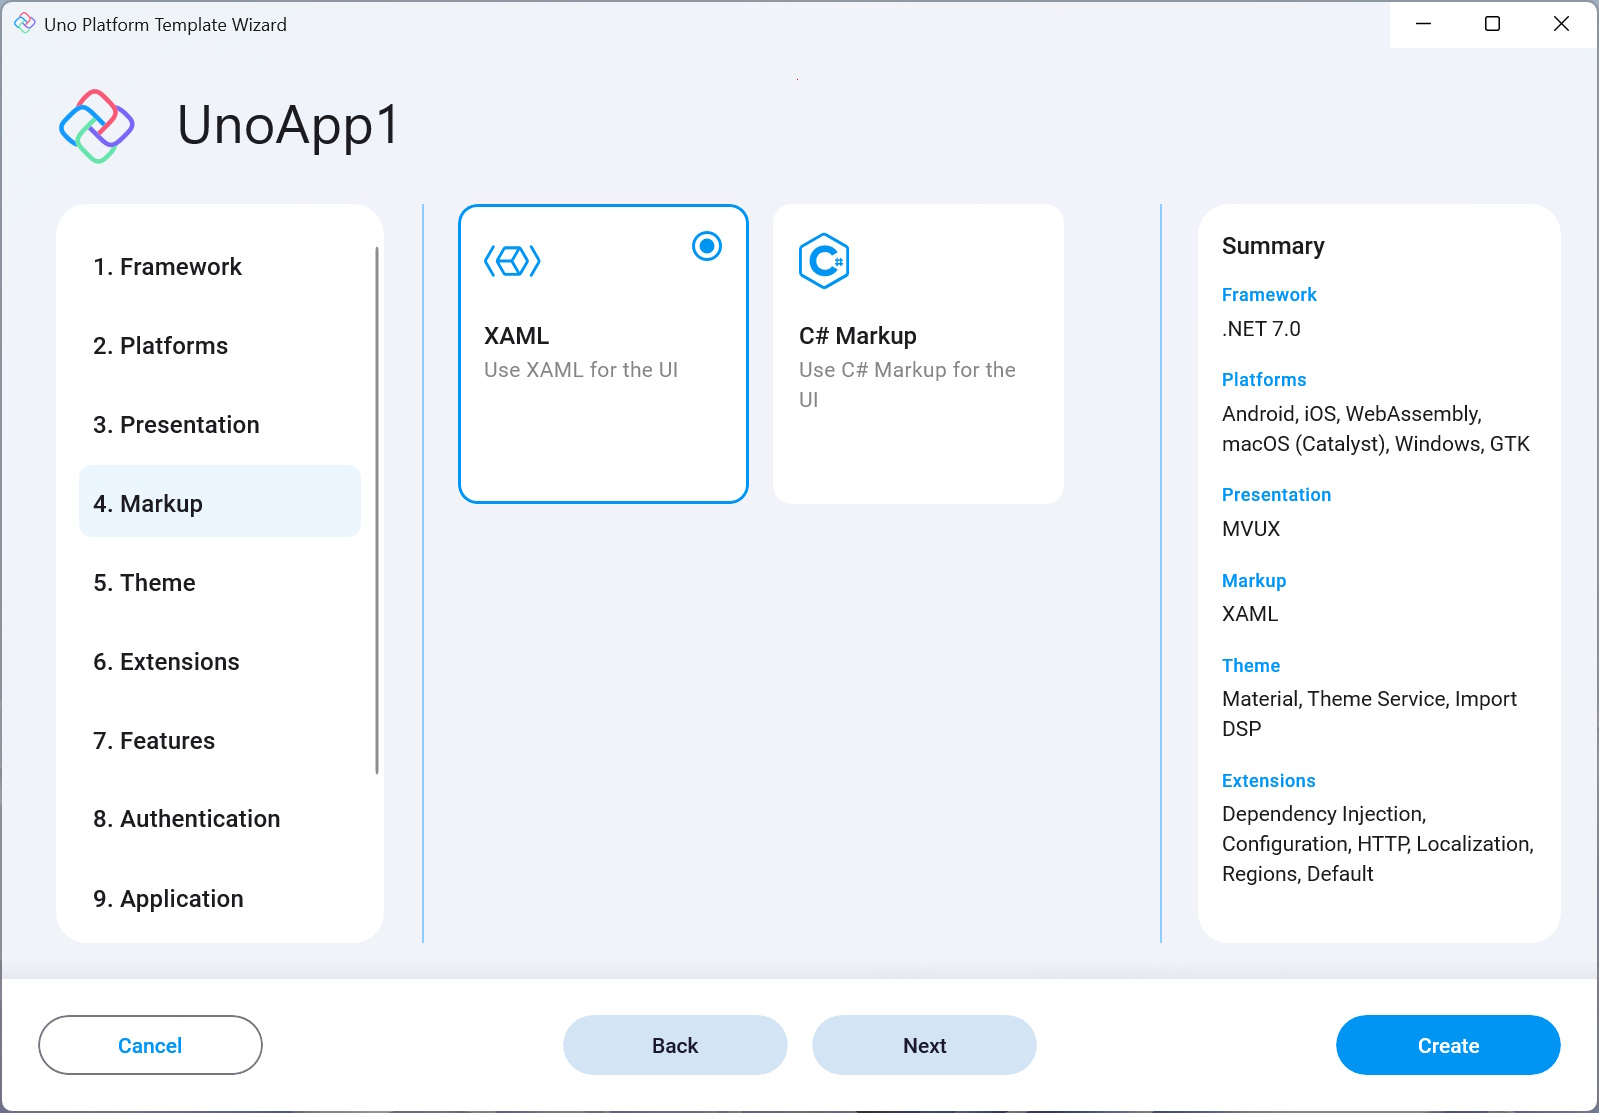 Uno Platform Template Wizard
UnoApp1
1. Framework
2. Platforms
3. Presentation
4. Markup
5. Theme
6. Extensions
7. Features
8. Authentication
9. Application
XAML
Use XAML for the UI
C# Markup
Use C# Markup for the
UI
Summary
Framework
.NET 7.0
Platforms
Android, iOS, WebAssembly,
macOS (Catalyst), Windows, GTK
Presentation
MVUX
Markup
XAML
Theme
Material, Theme Service, Import
DSP
Extensions
Dependency Injection,
Configuration, HTTP, Localization,
Regions, Default
Cancel
Back
Next
Create